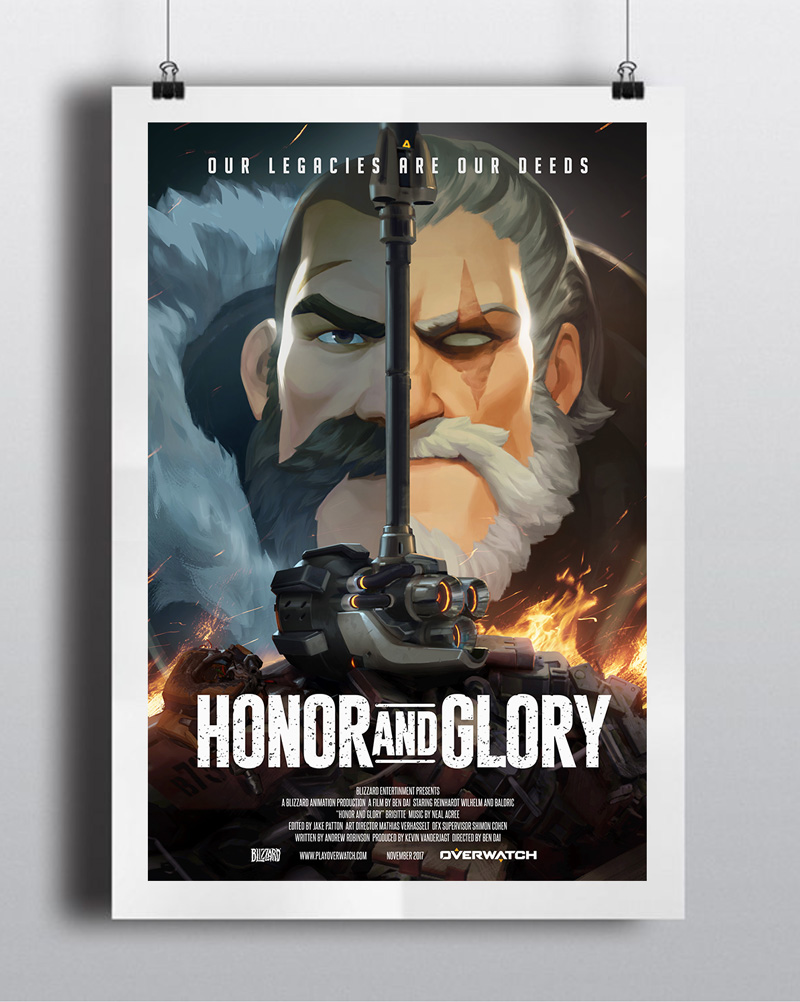 OUR LEGACIES ARE OUR DEEDS
HONOR AND GLORY
BLIZZARD ENTERTINMENT PRESENTS
A BLIZZARD ANIMATION PRODUCTION A FILM BY BEN DAI STARING REINHARDT WILHELM AND BALDRIC
"HONOR AND GLORY" BRIGITTE MUSIC BY NEAL ACREE
EDITED BY JAKE PATTON ART DIRECTOR MATHIAS VERHASSELT DFX SUPERVISOR SHIMON COHEN
WRITTEN BY ANDREW ROBINSON PRODUCED BY KEVIN VANDERJAGT DIRECTED BY BEN DAI
BLIZZARD WWW.PLAYOVERWATCH.COM NOVEMBER 2017 OVERWATCH